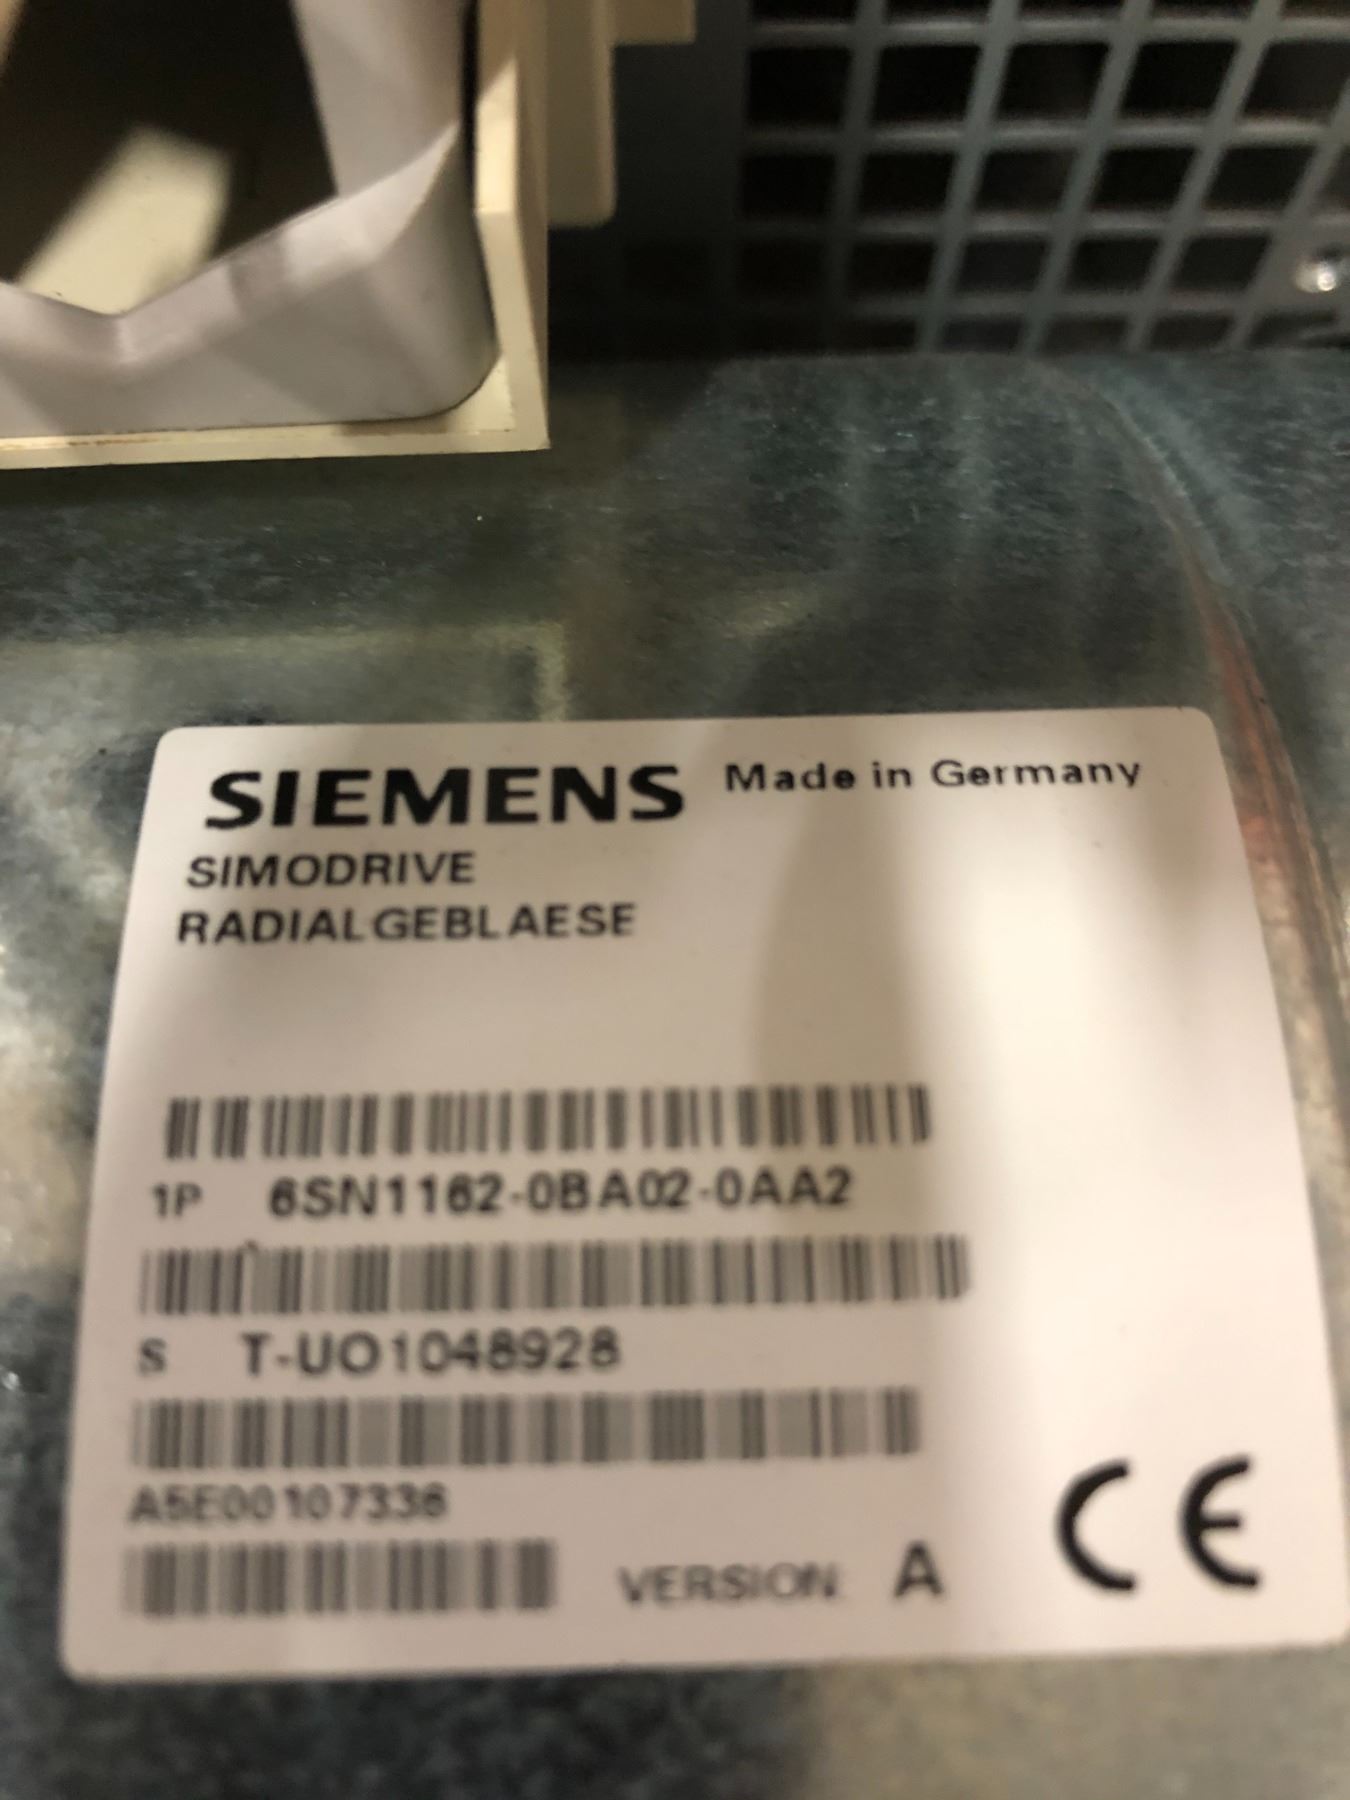 SIEMENS Made in Germany
SIMODRIVE
RADIALGEBLAESE
1P 6SN1162-0BA02-0AA2
S T-UO1048928
A5E00107336
VERSION: A
CE